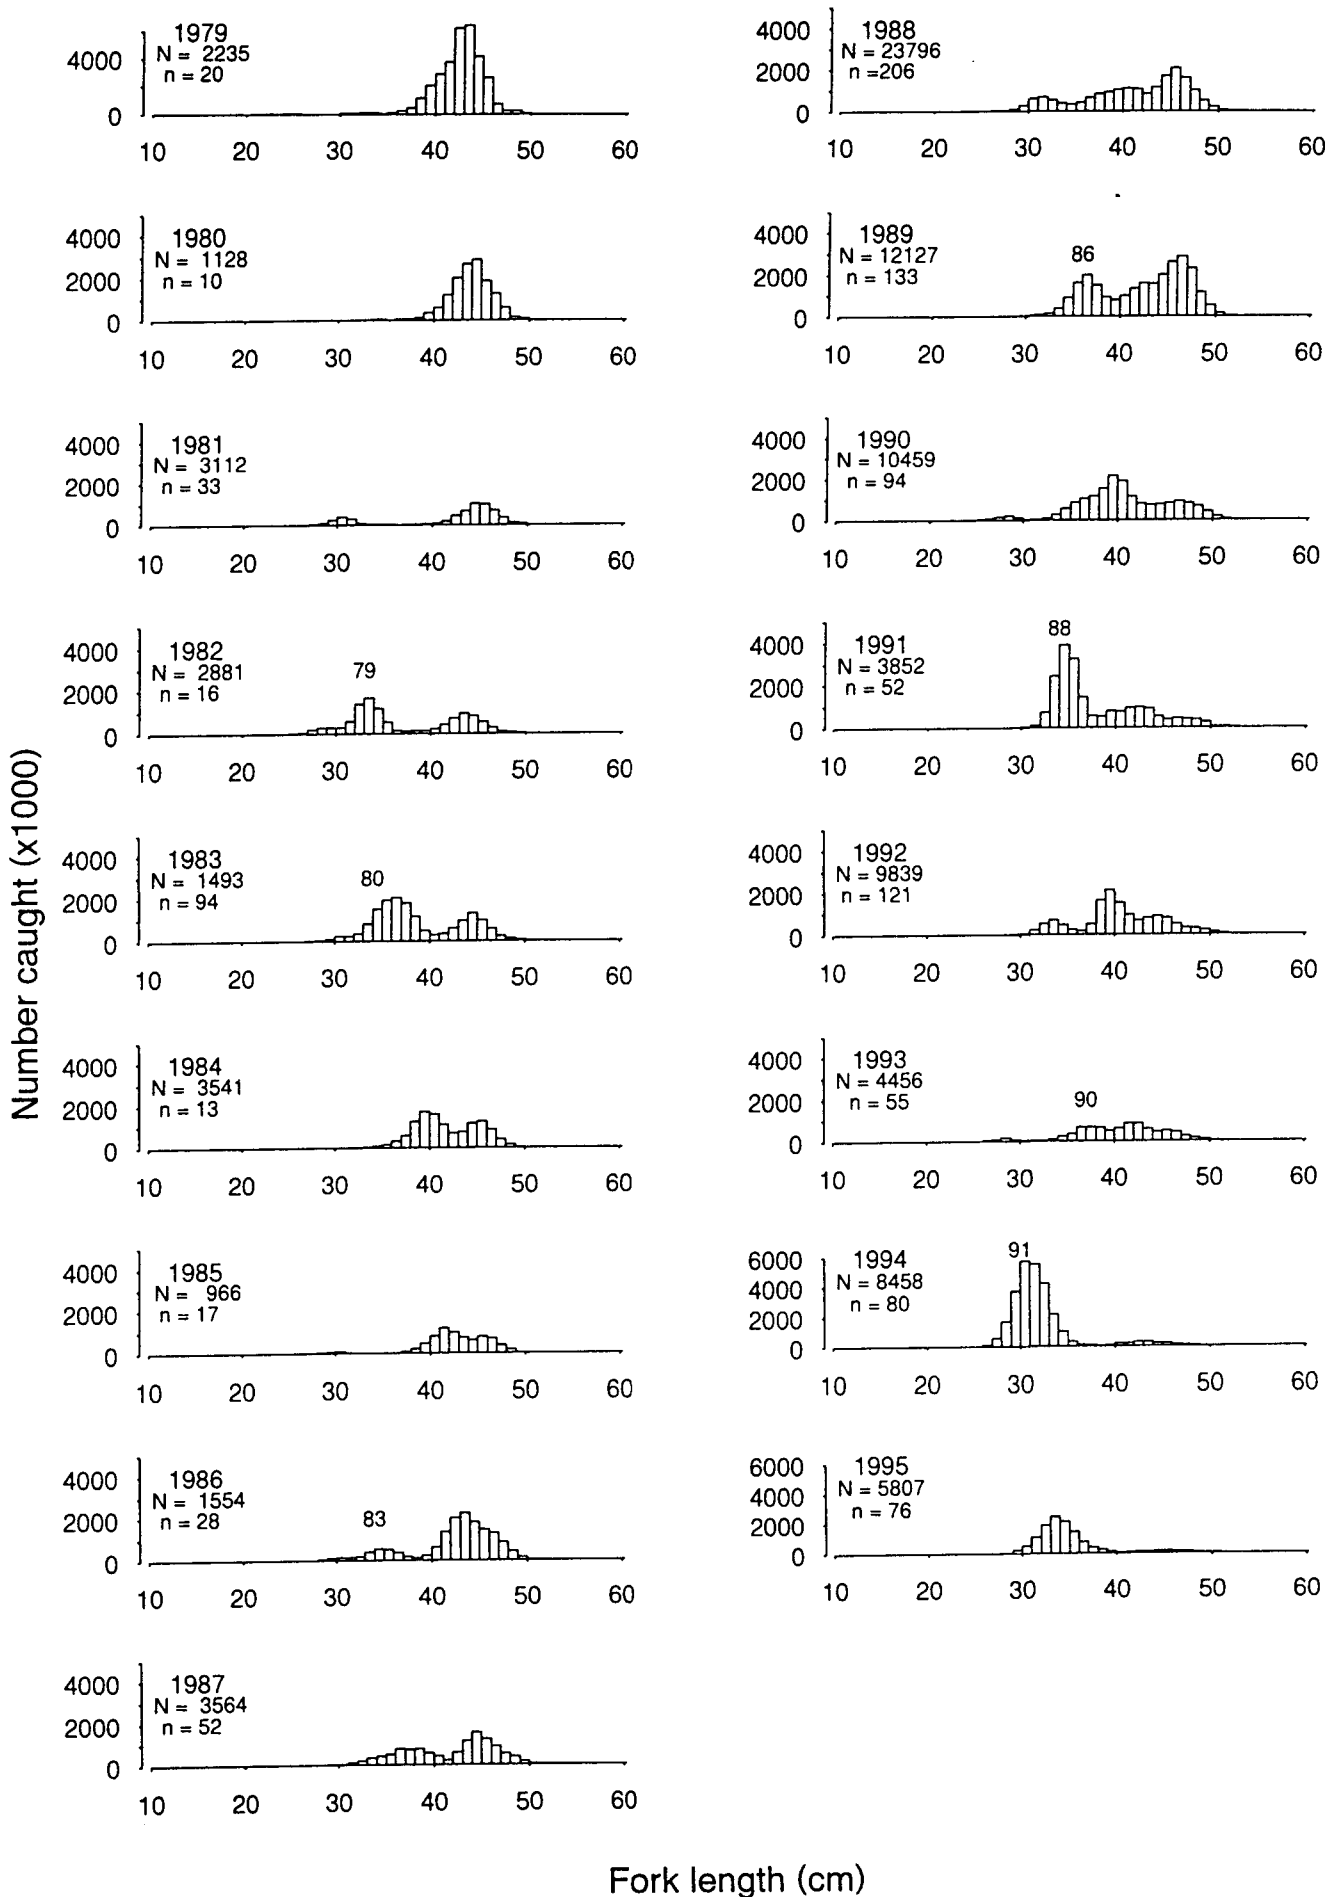 1979
N = 2235
n = 20
4000
0
10 20 30 40 50 60
1980
N = 1128
n = 10
4000
2000
0
10 20 30 40 50 60
1981
N = 3112
n = 33
4000
2000
0
10 20 30 40 50 60
1982
N = 2881
n = 16
79
4000
2000
0
10 20 30 40 50 60
1983
N = 1493
n = 94
80
4000
2000
0
10 20 30 40 50 60
1984
N = 3541
n = 13
4000
2000
0
10 20 30 40 50 60
1985
N = 966
n = 17
4000
2000
0
10 20 30 40 50 60
1986
N = 1554
n = 28
83
4000
2000
0
10 20 30 40 50 60
1987
N = 3564
n = 52
4000
2000
0
10 20 30 40 50 60
1988
N = 23796
n =206
4000
2000
0
10 20 30 40 50 60
1989
N = 12127
n = 133
86
4000
2000
0
10 20 30 40 50 60
1990
N = 10459
n = 94
4000
2000
0
10 20 30 40 50 60
1991
N = 3852
n = 52
88
4000
2000
0
10 20 30 40 50 60
1992
N = 9839
n = 121
4000
2000
0
10 20 30 40 50 60
1993
N = 4456
n = 55
90
4000
2000
0
10 20 30 40 50 60
1994
N = 8458
n = 80
91
6000
4000
2000
0
10 20 30 40 50 60
1995
N = 5807
n = 76
6000
4000
2000
0
10 20 30 40 50 60
Number caught (x1000)
Fork length (cm)